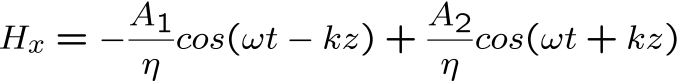 $H_x = -\frac{A_1}{\eta}cos(\omega t - kz) + \frac{A_2}{\eta}cos(\omega t + kz)$